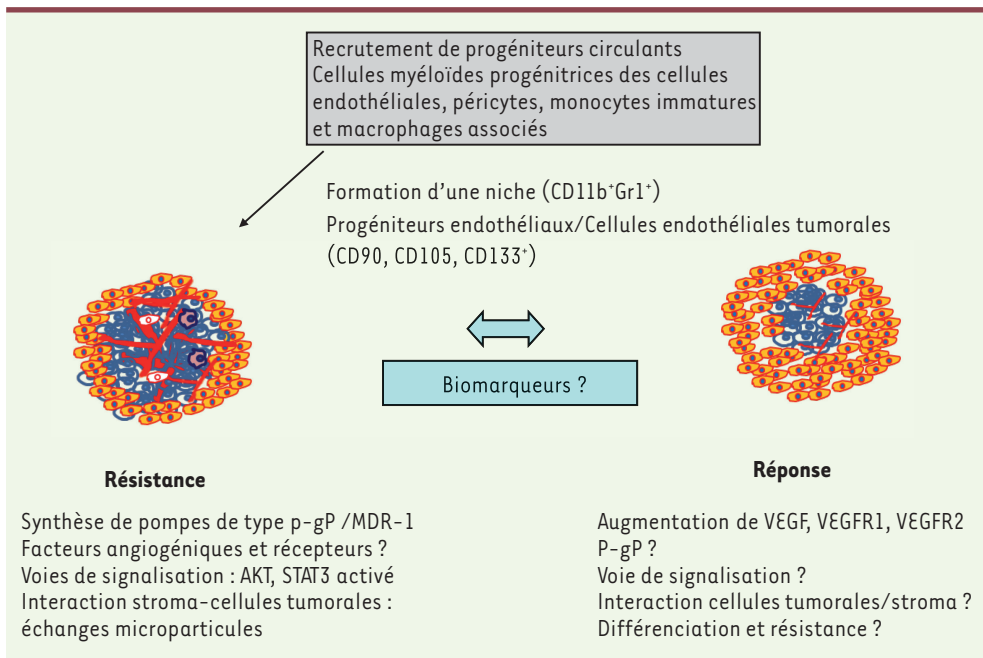 Recrutement de progéniteurs circulants
Cellules myéloïdes progénitrices des cellules
endothéliales, péricytes, monocytes immatures
et macrophages associés
Formation d’une niche (CD11b⁺Gr1⁺)
Progéniteurs endothéliaux/Cellules endothéliales tumorales
(CD90, CD105, CD133⁺)
Biomarqueurs ?
Résistance
Synthèse de pompes de type p-gP /MDR-1
Facteurs angiogéniques et récepteurs ?
Voies de signalisation : AKT, STAT3 activé
Interaction stroma-cellules tumorales :
échanges microparticules
Réponse
Augmentation de VEGF, VEGFR1, VEGFR2
P-gP ?
Voie de signalisation ?
Interaction cellules tumorales/stroma ?
Différenciation et résistance ?